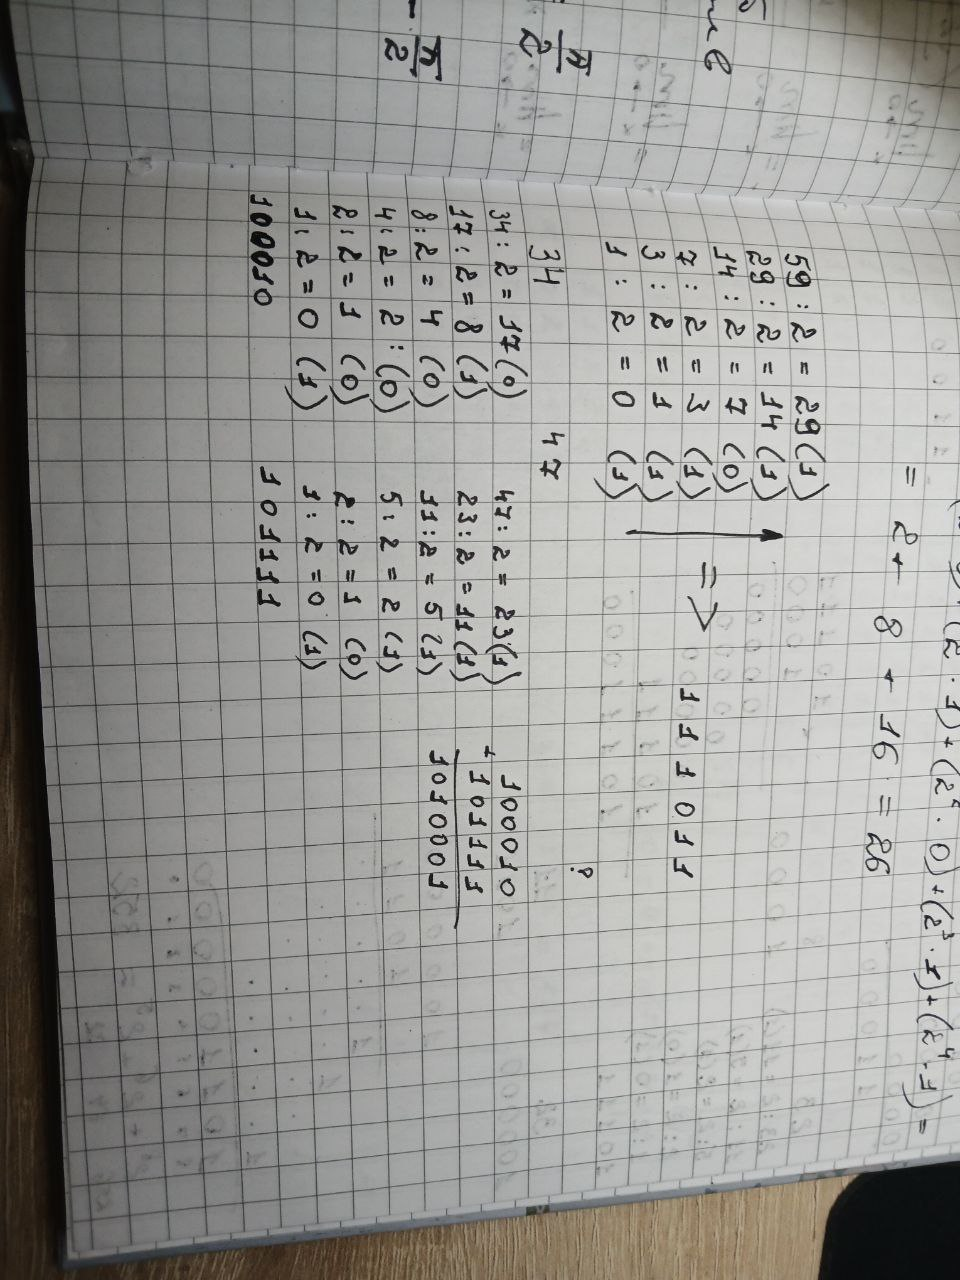 (2 · 1) + (2² · 0) + (2³ · 1) + (2⁴ · 1) =
= 2 + 8 + 16 = 26
59 : 2 = 29 (1)
29 : 2 = 14 (1)
14 : 2 = 7 (0)
7 : 2 = 3 (1)
3 : 2 = 1 (1)
1 : 2 = 0 (1)
=> 111011
34
47
?
34 : 2 = 17 (0)
17 : 2 = 8 (1)
8 : 2 = 4 (0)
4 : 2 = 2 : (0)
2 : 2 = 1 (0)
1 : 2 = 0 (1)
100010
47 : 2 = 23 (1)
23 : 2 = 11 (1)
11 : 2 = 5 (1)
5 : 2 = 2 (1)
2 : 2 = 1 (0)
1 : 2 = 0 (1)
101111
100010
+ 101111
1010001
π/2
- π/2